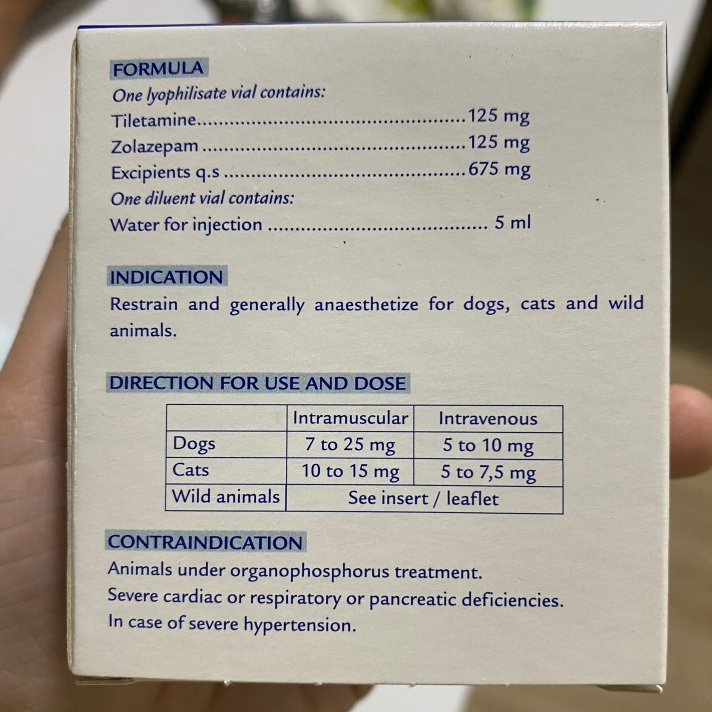 FORMULA
One lyophilisate vial contains:
Tiletamine..................................................125 mg
Zolazepam .................................................125 mg
Excipients q.s .............................................675 mg
One diluent vial contains:
Water for injection ......................................... 5 ml
INDICATION
Restrain and generally anaesthetize for dogs, cats and wild
animals.
DIRECTION FOR USE AND DOSE
Intramuscular Intravenous
Dogs 7 to 25 mg 5 to 10 mg
Cats 10 to 15 mg 5 to 7,5 mg
Wild animals See insert / leaflet
CONTRAINDICATION
Animals under organophosphorus treatment.
Severe cardiac or respiratory or pancreatic deficiencies.
In case of severe hypertension.